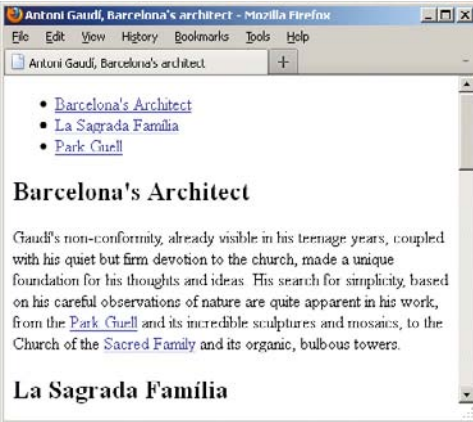 Antoni Gaudí, Barcelona's architect - Mozilla Firefox
File Edit View History Bookmarks Tools Help
Antoni Gaudí, Barcelona's architect +
• Barcelona's Architect
• La Sagrada Família
• Park Guell
Barcelona's Architect
Gaudí's non-conformity, already visible in his teenage years, coupled
with his quiet but firm devotion to the church, made a unique
foundation for his thoughts and ideas. His search for simplicity, based
on his careful observations of nature are quite apparent in his work,
from the Park Guell and its incredible sculptures and mosaics, to the
Church of the Sacred Family and its organic, bulbous towers.
La Sagrada Família